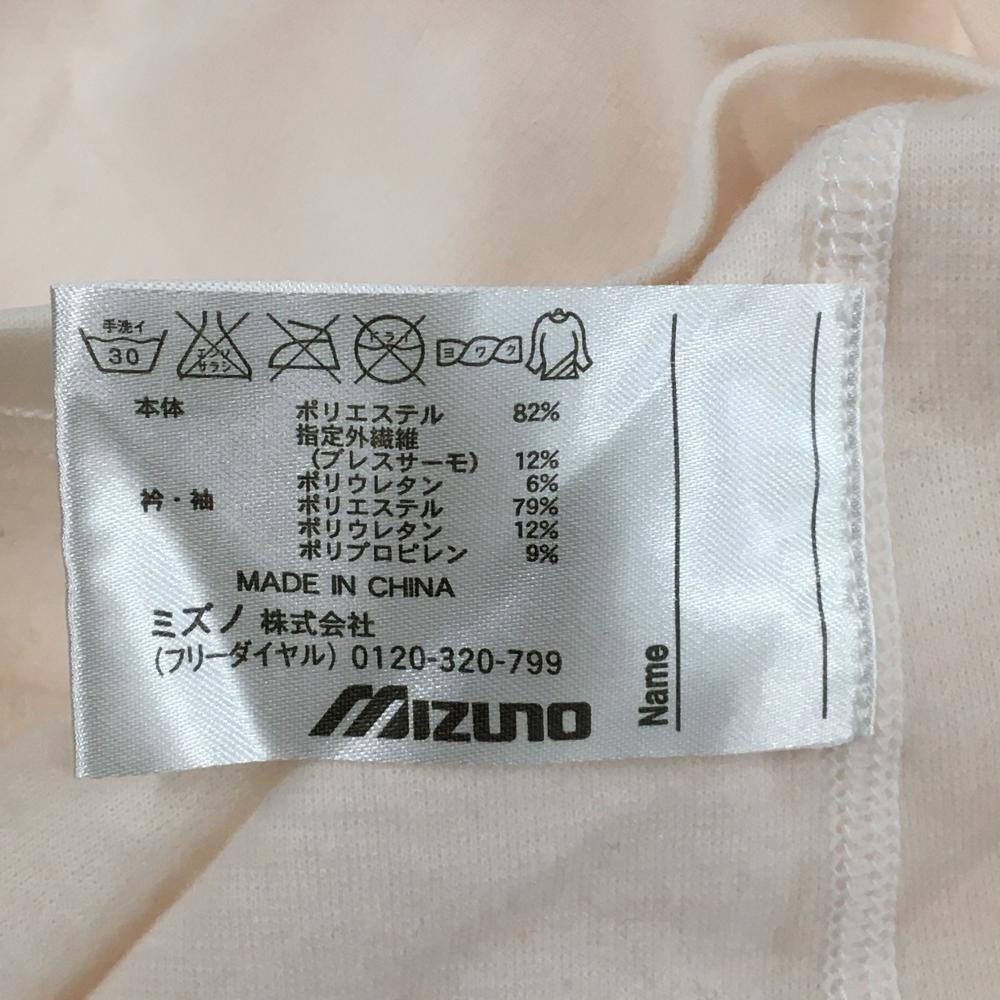 手洗イ 30 エンソサラシ ドライ ヨワク
本体 ポリエステル 82%
指定外繊維
(ブレスサーモ) 12%
ポリウレタン 6%
衿・袖 ポリエステル 79%
ポリウレタン 12%
ポリプロピレン 9%
MADE IN CHINA
ミズノ 株式会社
(フリーダイヤル) 0120-320-799
MIZUNO
Name